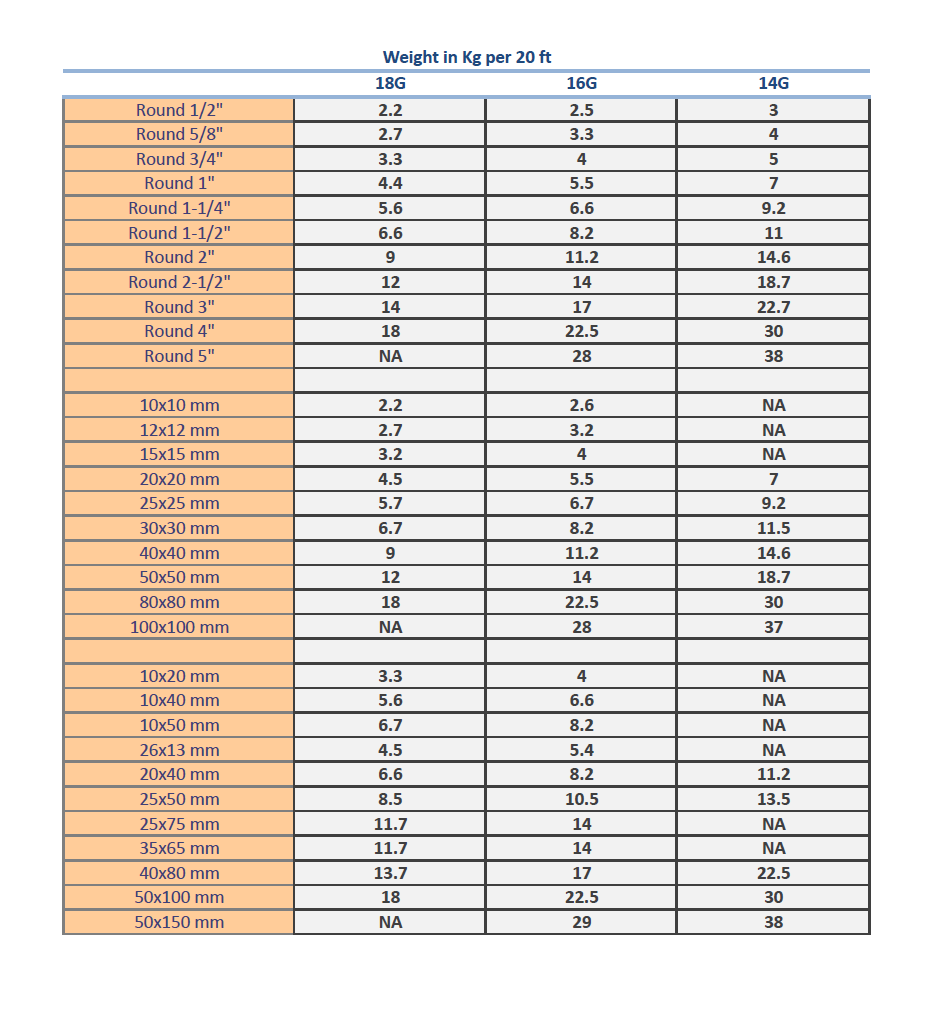 Weight in Kg per 20 ft
18G 16G 14G
Round 1/2" 2.2 2.5 3
Round 5/8" 2.7 3.3 4
Round 3/4" 3.3 4 5
Round 1" 4.4 5.5 7
Round 1-1/4" 5.6 6.6 9.2
Round 1-1/2" 6.6 8.2 11
Round 2" 9 11.2 14.6
Round 2-1/2" 12 14 18.7
Round 3" 14 17 22.7
Round 4" 18 22.5 30
Round 5" NA 28 38
10x10 mm 2.2 2.6 NA
12x12 mm 2.7 3.2 NA
15x15 mm 3.2 4 NA
20x20 mm 4.5 5.5 7
25x25 mm 5.7 6.7 9.2
30x30 mm 6.7 8.2 11.5
40x40 mm 9 11.2 14.6
50x50 mm 12 14 18.7
80x80 mm 18 22.5 30
100x100 mm NA 28 37
10x20 mm 3.3 4 NA
10x40 mm 5.6 6.6 NA
10x50 mm 6.7 8.2 NA
26x13 mm 4.5 5.4 NA
20x40 mm 6.6 8.2 11.2
25x50 mm 8.5 10.5 13.5
25x75 mm 11.7 14 NA
35x65 mm 11.7 14 NA
40x80 mm 13.7 17 22.5
50x100 mm 18 22.5 30
50x150 mm NA 29 38